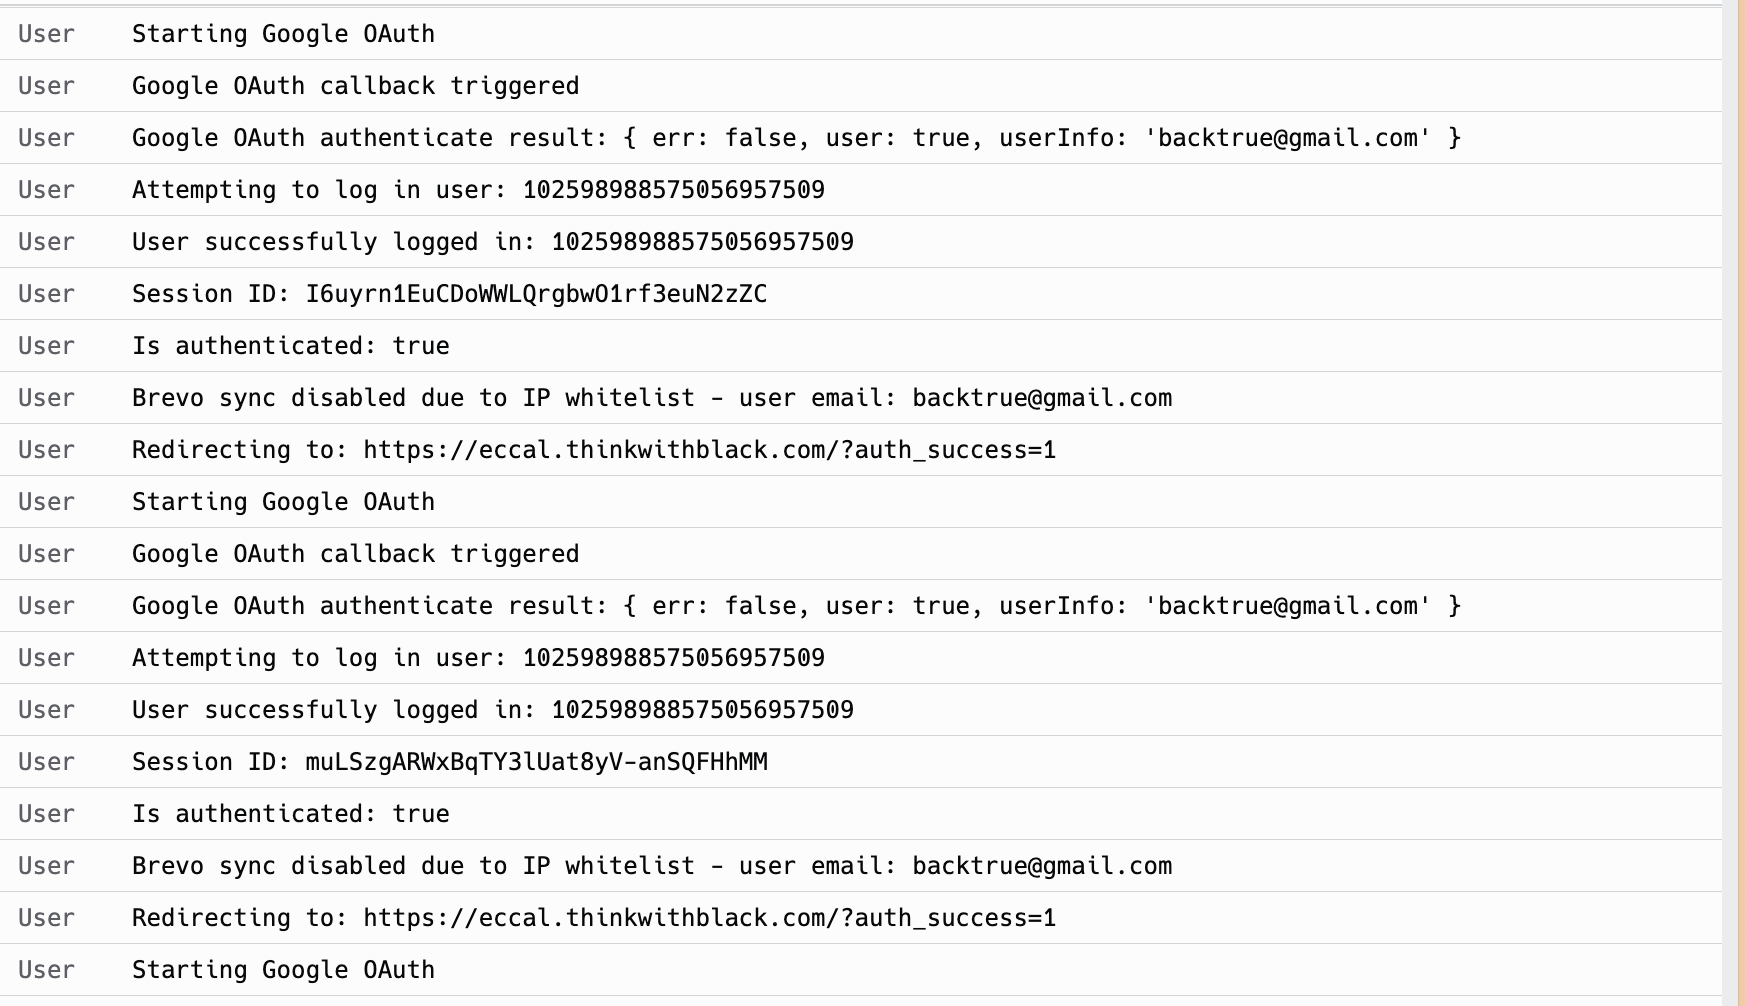 User Starting Google OAuth
User Google OAuth callback triggered
User Google OAuth authenticate result: { err: false, user: true, userInfo: 'backtrue@gmail.com' }
User Attempting to log in user: 102598988575056957509
User User successfully logged in: 102598988575056957509
User Session ID: I6uyrn1EuCDoWWLQrgbwO1rf3euN2zZC
User Is authenticated: true
User Brevo sync disabled due to IP whitelist - user email: backtrue@gmail.com
User Redirecting to: https://eccal.thinkwithblack.com/?auth_success=1
User Starting Google OAuth
User Google OAuth callback triggered
User Google OAuth authenticate result: { err: false, user: true, userInfo: 'backtrue@gmail.com' }
User Attempting to log in user: 102598988575056957509
User User successfully logged in: 102598988575056957509
User Session ID: muLSzgARWxBqTY3lUat8yV-anSQFHhMM
User Is authenticated: true
User Brevo sync disabled due to IP whitelist - user email: backtrue@gmail.com
User Redirecting to: https://eccal.thinkwithblack.com/?auth_success=1
User Starting Google OAuth